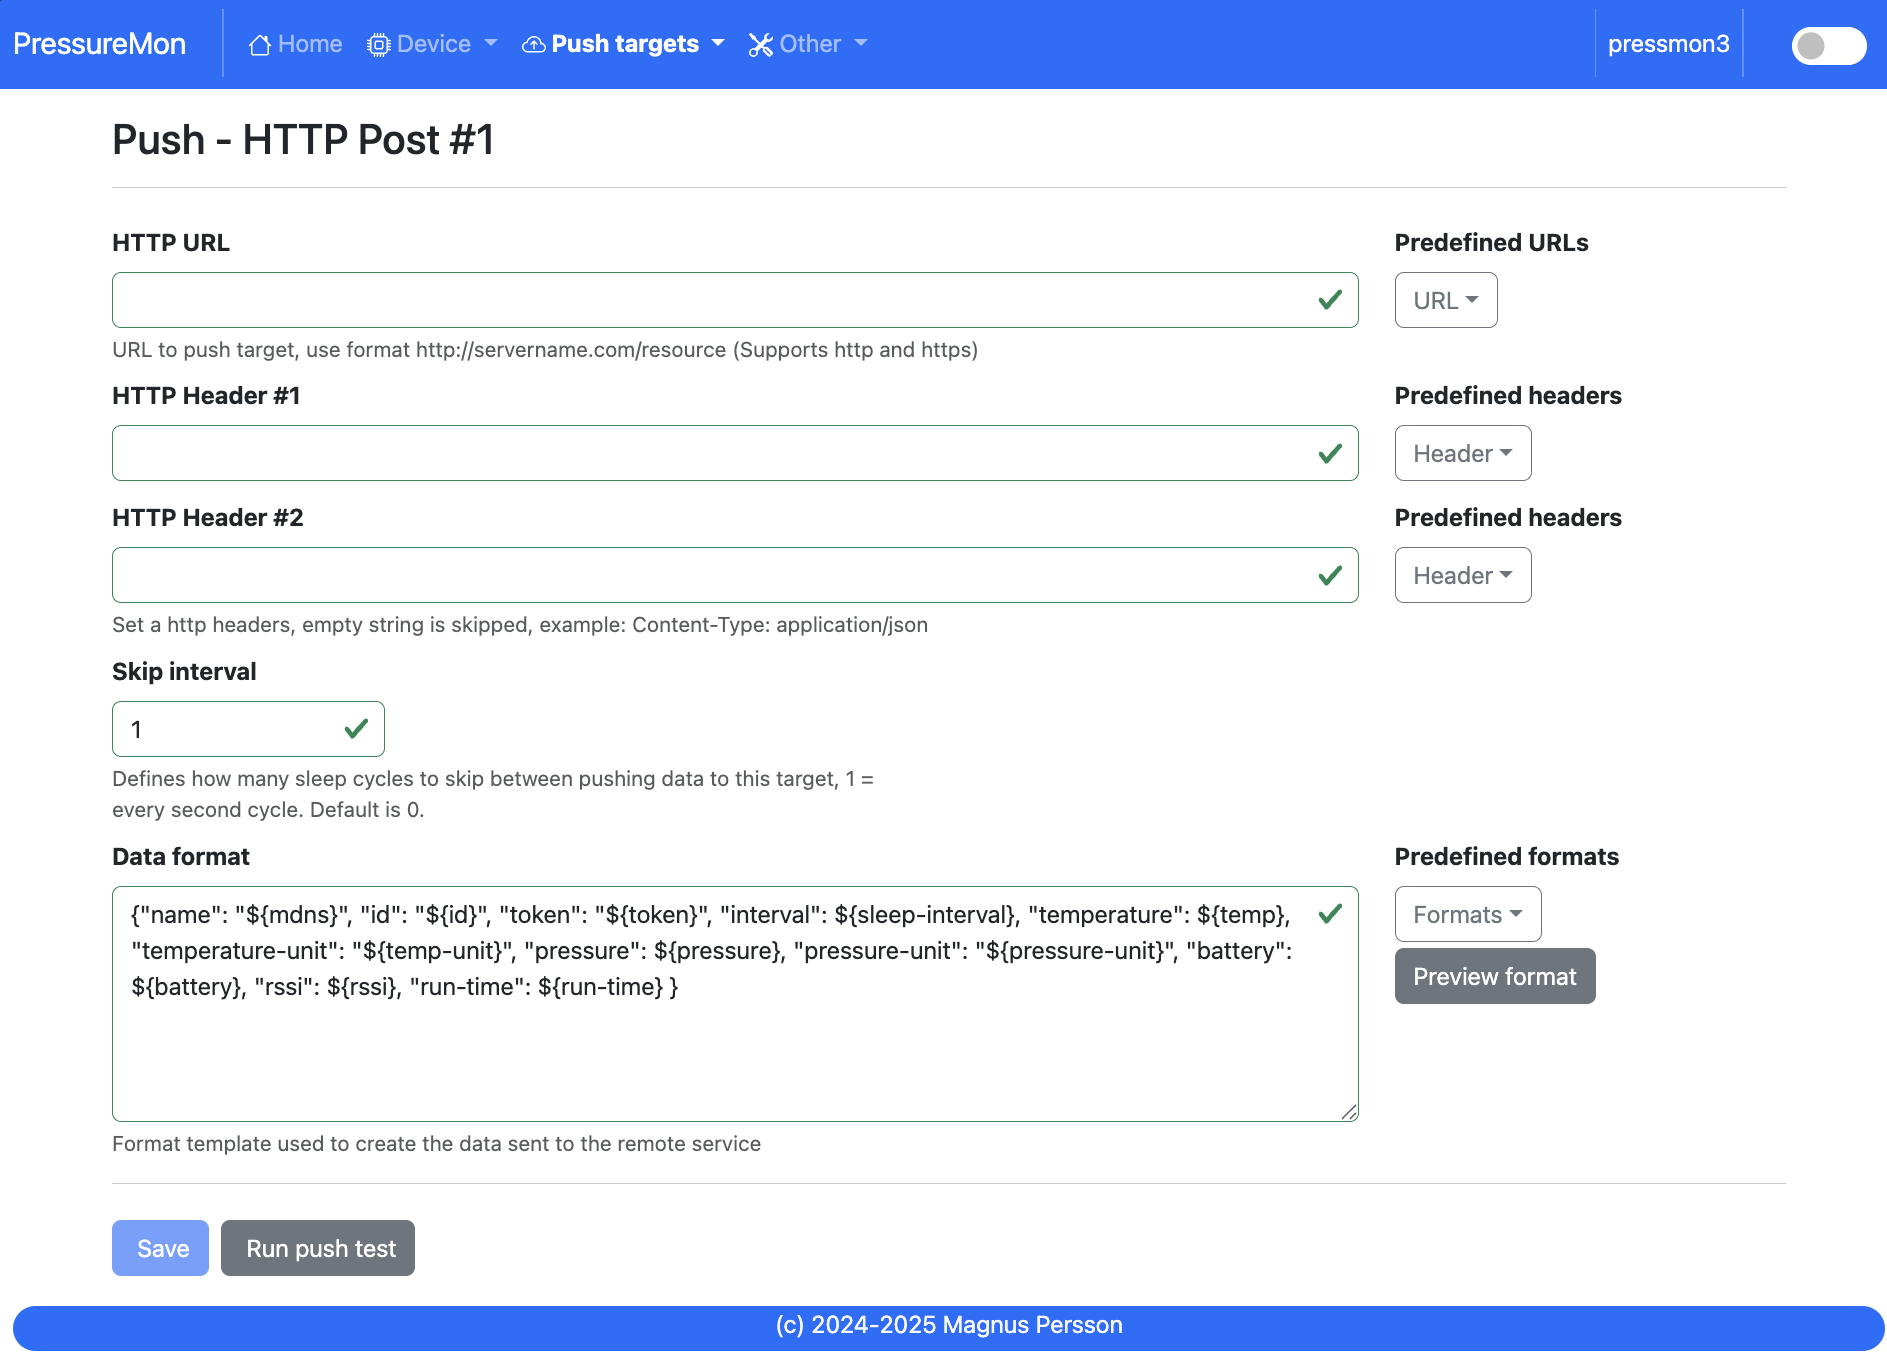 PressureMon
Home
Device
Push targets
Other
pressmon3
Push - HTTP Post #1
HTTP URL
Predefined URLs
URL
URL to push target, use format http://servername.com/resource (Supports http and https)
HTTP Header #1
Predefined headers
Header
HTTP Header #2
Predefined headers
Header
Set a http headers, empty string is skipped, example: Content-Type: application/json
Skip interval
1
Defines how many sleep cycles to skip between pushing data to this target, 1 =
every second cycle. Default is 0.
Data format
Predefined formats
{"name": "${mdns}", "id": "${id}", "token": "${token}", "interval": ${sleep-interval}, "temperature": ${temp},
"temperature-unit": "${temp-unit}", "pressure": ${pressure}, "pressure-unit": "${pressure-unit}", "battery":
${battery}, "rssi": ${rssi}, "run-time": ${run-time} }
Formats
Preview format
Format template used to create the data sent to the remote service
Save
Run push test
(c) 2024-2025 Magnus Persson